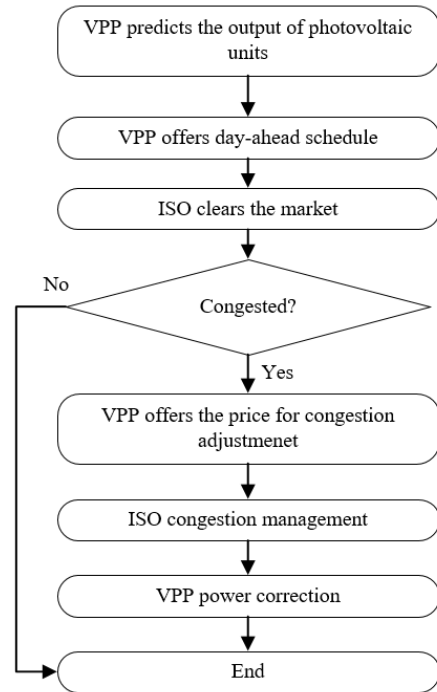 VPP predicts the output of photovoltaic
units
VPP offers day-ahead schedule
ISO clears the market
No
Congested?
Yes
VPP offers the price for congestion
adjustmenet
ISO congestion management
VPP power correction
End